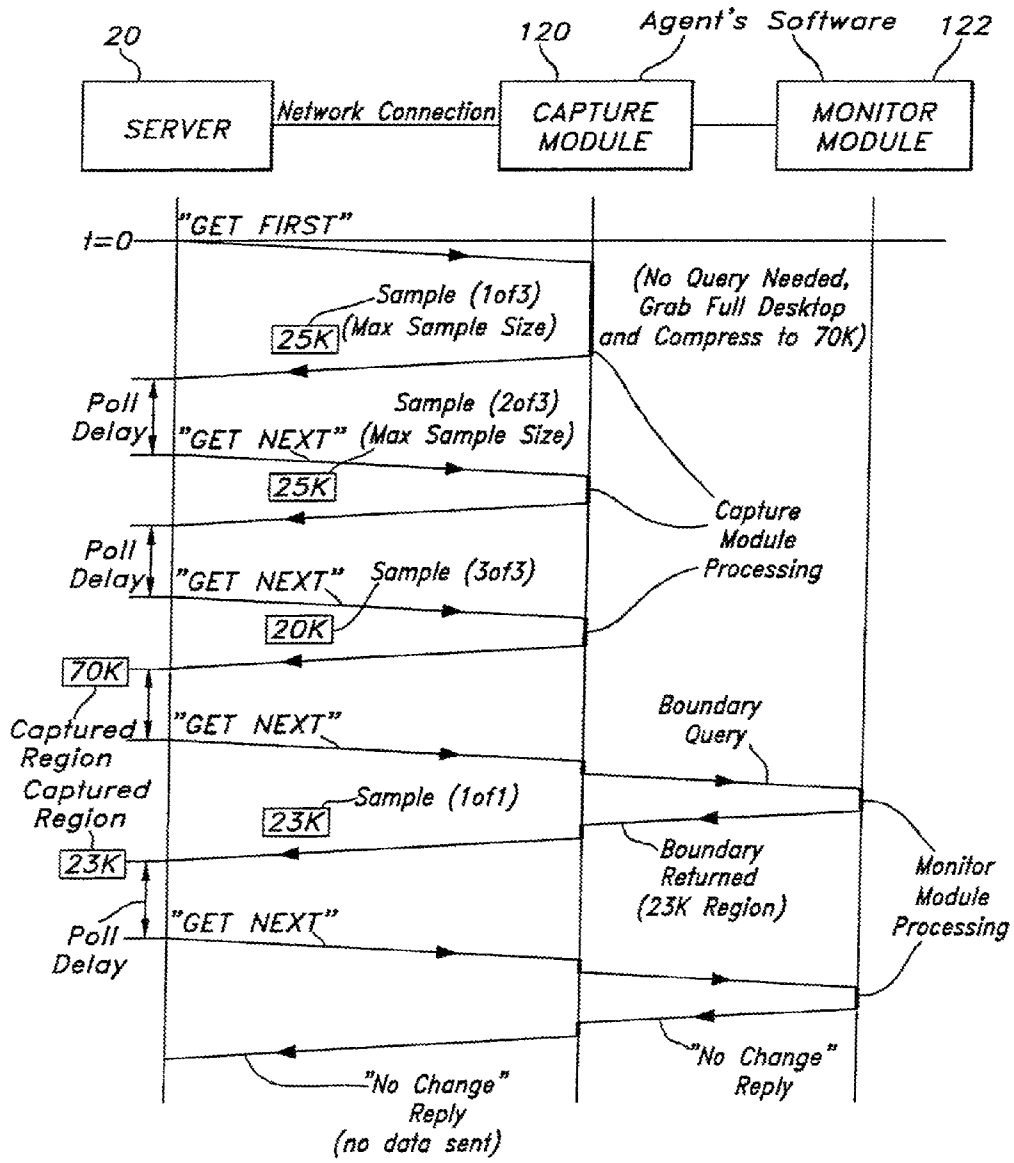 20
120
Agent's Software
122
SERVER
Network Connection
CAPTURE
MODULE
MONITOR
MODULE
"GET FIRST"
t=0
Sample (1of3)
(Max Sample Size)
25K
(No Query Needed,
Grab Full Desktop
and Compress to 70K)
Poll
Delay
Sample (2of3)
(Max Sample Size)
"GET NEXT"
25K
Capture
Module
Processing
Poll
Delay
"GET NEXT"
Sample (3of3)
20K
70K
Captured
Region
"GET NEXT"
Boundary
Query
Captured
Region
Sample (1of1)
23K
23K
Boundary
Returned
(23K Region)
Monitor
Module
Processing
Poll
Delay
"GET NEXT"
"No Change"
Reply
"No Change"
Reply
(no data sent)